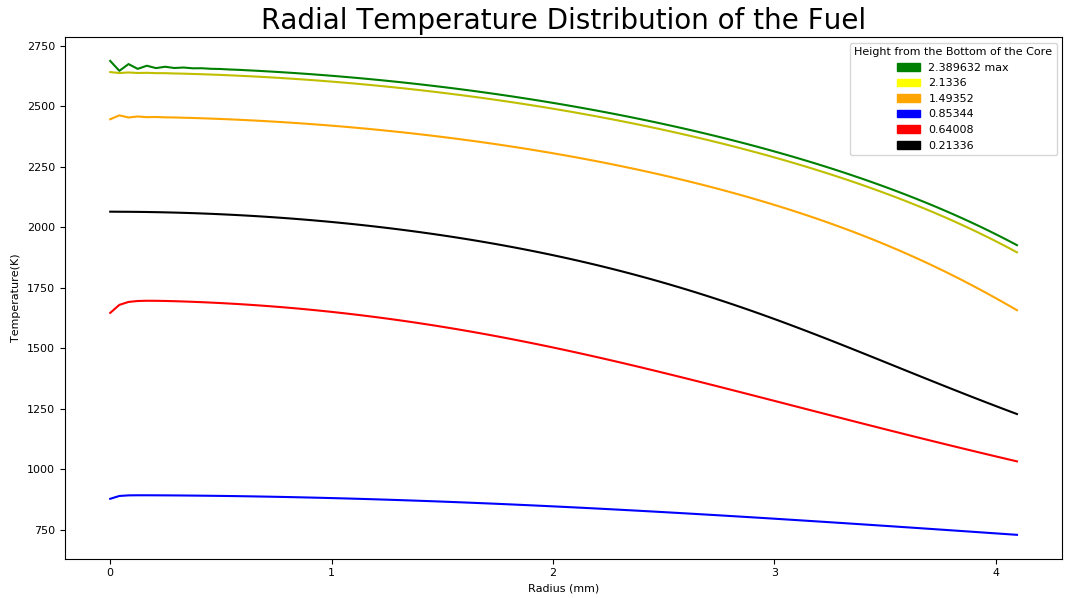 Radial Temperature Distribution of the Fuel
Height from the Bottom of the Core
2.389632 max
2.1336
1.49352
0.85344
0.64008
0.21336
Temperature(K)
2750
2500
2250
2000
1750
1500
1250
1000
750
0 1 2 3 4
Radius (mm)